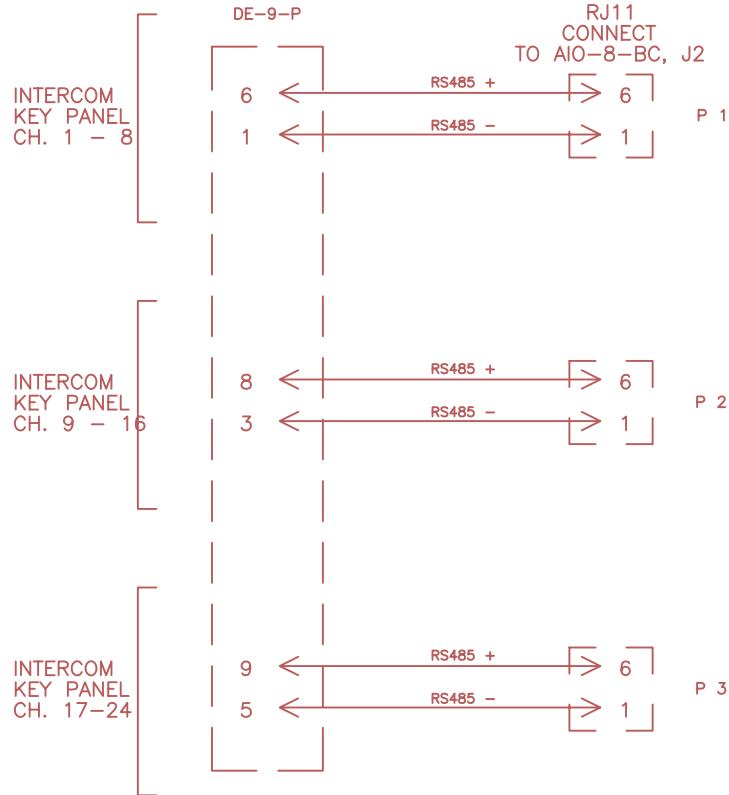 DE-9-P
RJ11
CONNECT
TO AIO-8-BC, J2
INTERCOM
KEY PANEL
CH. 1 - 8
6
RS485 +
6
1
RS485 -
1
P 1
INTERCOM
KEY PANEL
CH. 9 - 16
8
RS485 +
6
3
RS485 -
1
P 2
INTERCOM
KEY PANEL
CH. 17-24
9
RS485 +
6
5
RS485 -
1
P 3